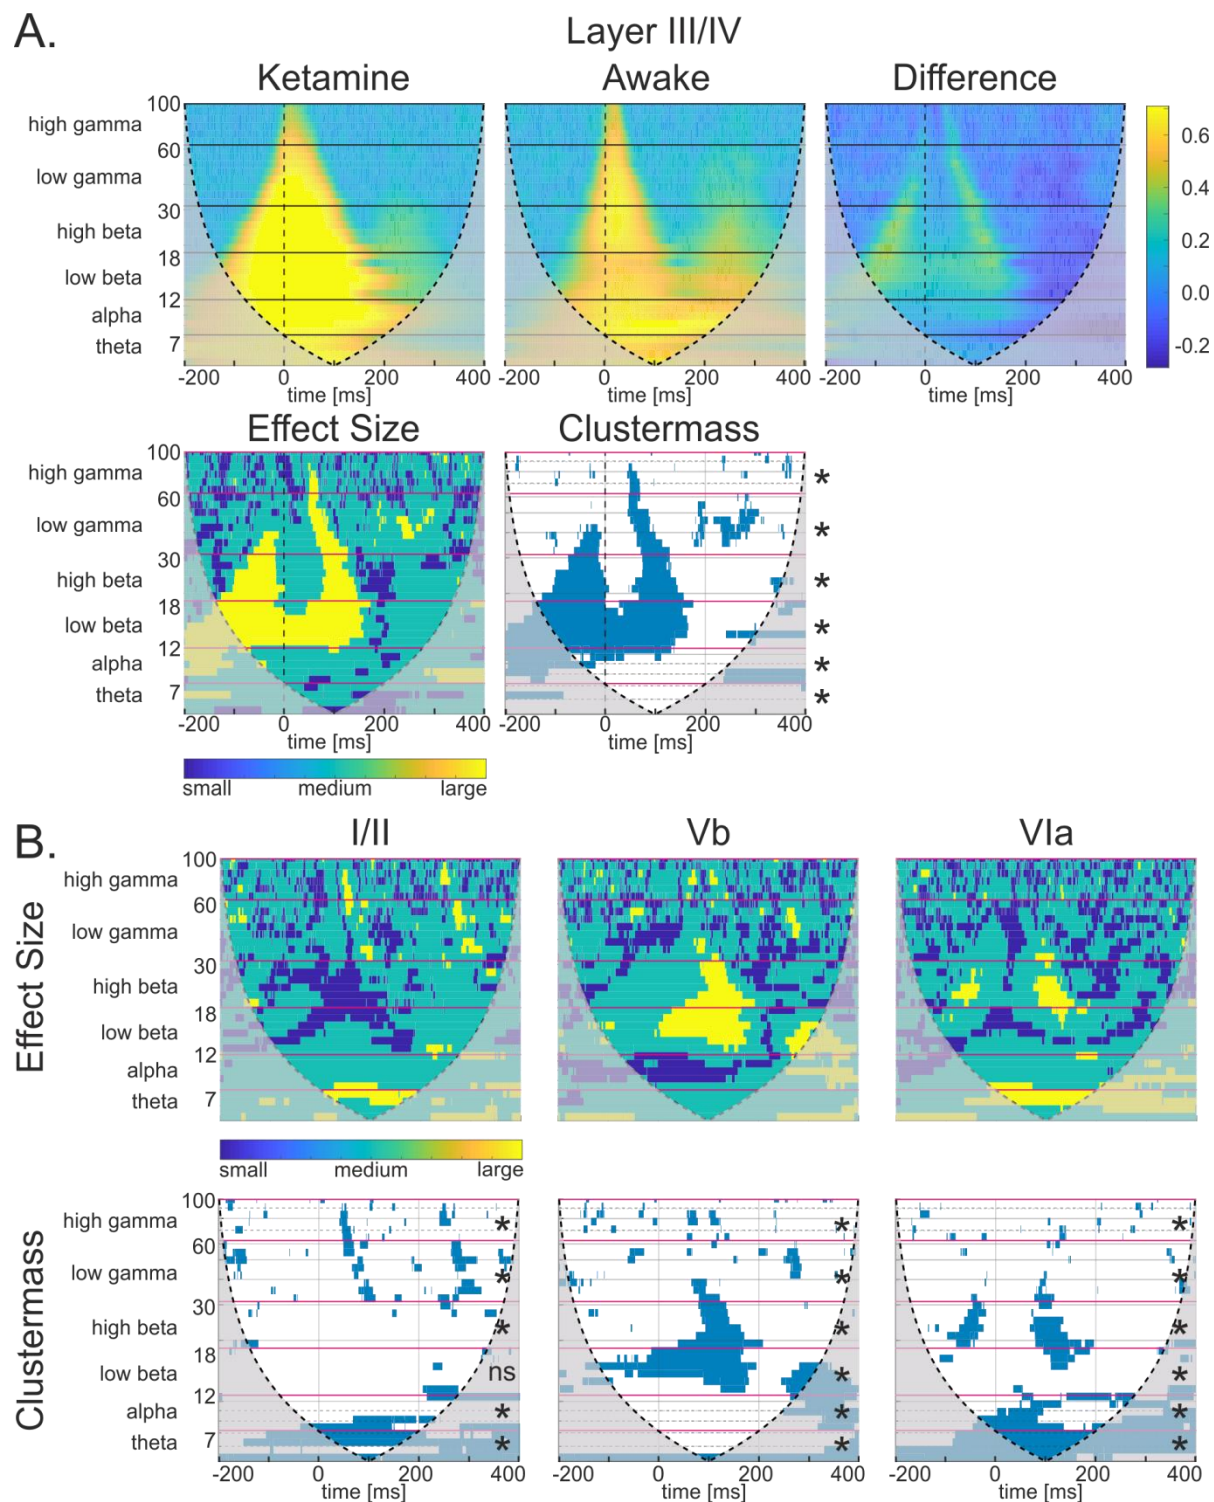 A.
Layer III/IV
Ketamine Awake Difference
100
high gamma
60
low gamma
30
high beta
18
low beta
12
alpha
7
theta
0.6
0.4
0.2
0.0
-0.2
-200 0 200 400 -200 0 200 400 -200 0 200 400
time [ms] time [ms] time [ms]
Effect Size Clustermass
100
high gamma *
60
low gamma *
30
high beta *
18
low beta *
12
alpha *
7
theta *
-200 0 200 400 -200 0 200 400
time [ms] time [ms]
small medium large
B.
I/II Vb VIa
Effect Size
100
high gamma
60
low gamma
30
high beta
18
low beta
12
alpha
theta 7
small medium large
Clustermass
100
high gamma * * *
60
low gamma * * *
30
high beta * * *
18
low beta ns * *
12
alpha * * *
theta 7 * * *
0 200 400 0 200 400 0 200 400
time [ms] time [ms] time [ms]